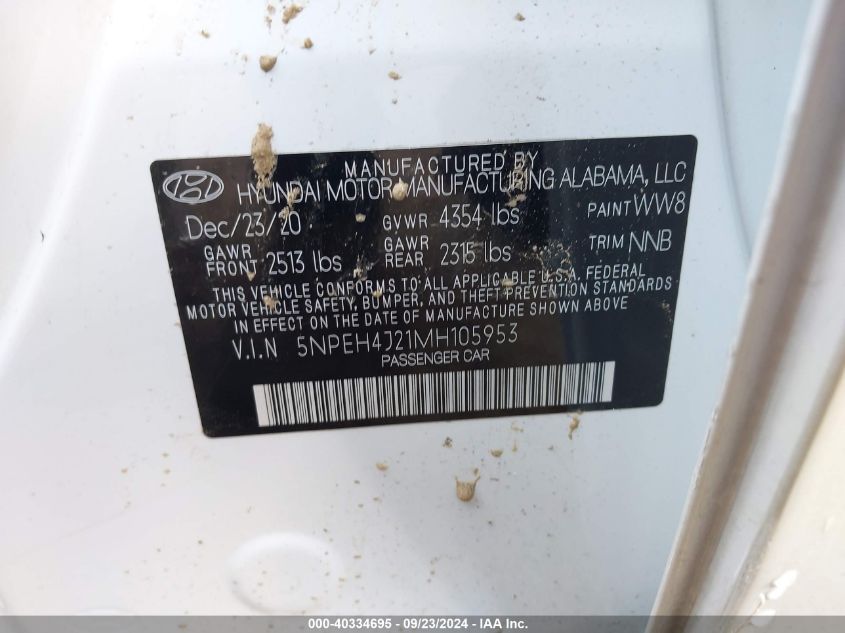 MANUFACTURED BY
HYUNDAI MOTOR MANUFACTURING ALABAMA, LLC
Dec/23/20 GVWR 4354 lbs PAINT WW8
GAWR FRONT 2513 lbs GAWR REAR 2315 lbs TRIM NNB
THIS VEHICLE CONFORMS TO ALL APPLICABLE U.S.A. FEDERAL
MOTOR VEHICLE SAFETY, BUMPER, AND THEFT PREVENTION STANDARDS
IN EFFECT ON THE DATE OF MANUFACTURE SHOWN ABOVE
V.I.N 5NPEH4J21MH105953
PASSENGER CAR
000-40334695 - 09/23/2024 - IAA Inc.